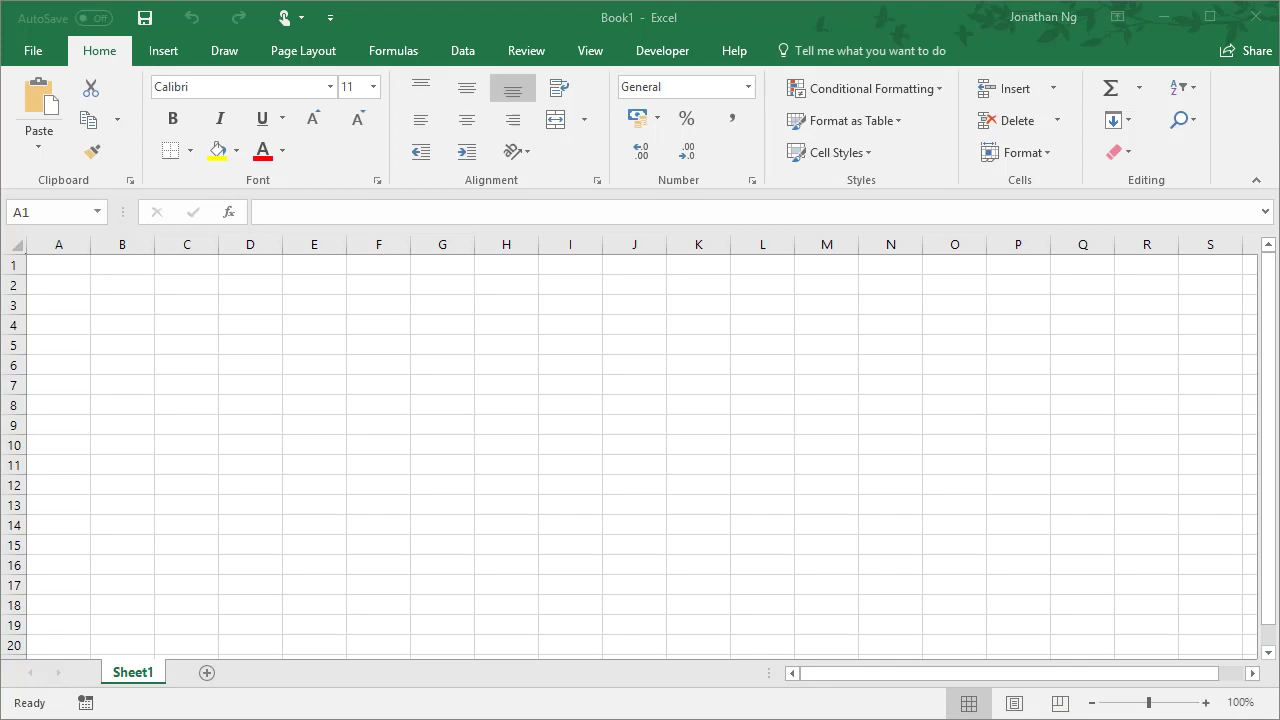 AutoSave Off Book1 - Excel Jonathan Ng
File Home Insert Draw Page Layout Formulas Data Review View Developer Help Tell me what you want to do Share
Calibri 11 General Conditional Formatting Insert
Paste B I U A A % , Format as Table Delete
A Cell Styles Format
Clipboard Font Alignment Number Styles Cells Editing
A1 fx
A B C D E F G H I J K L M N O P Q R S
1
2
3
4
5
6
7
8
9
10
11
12
13
14
15
16
17
18
19
20
Sheet1
Ready 100%